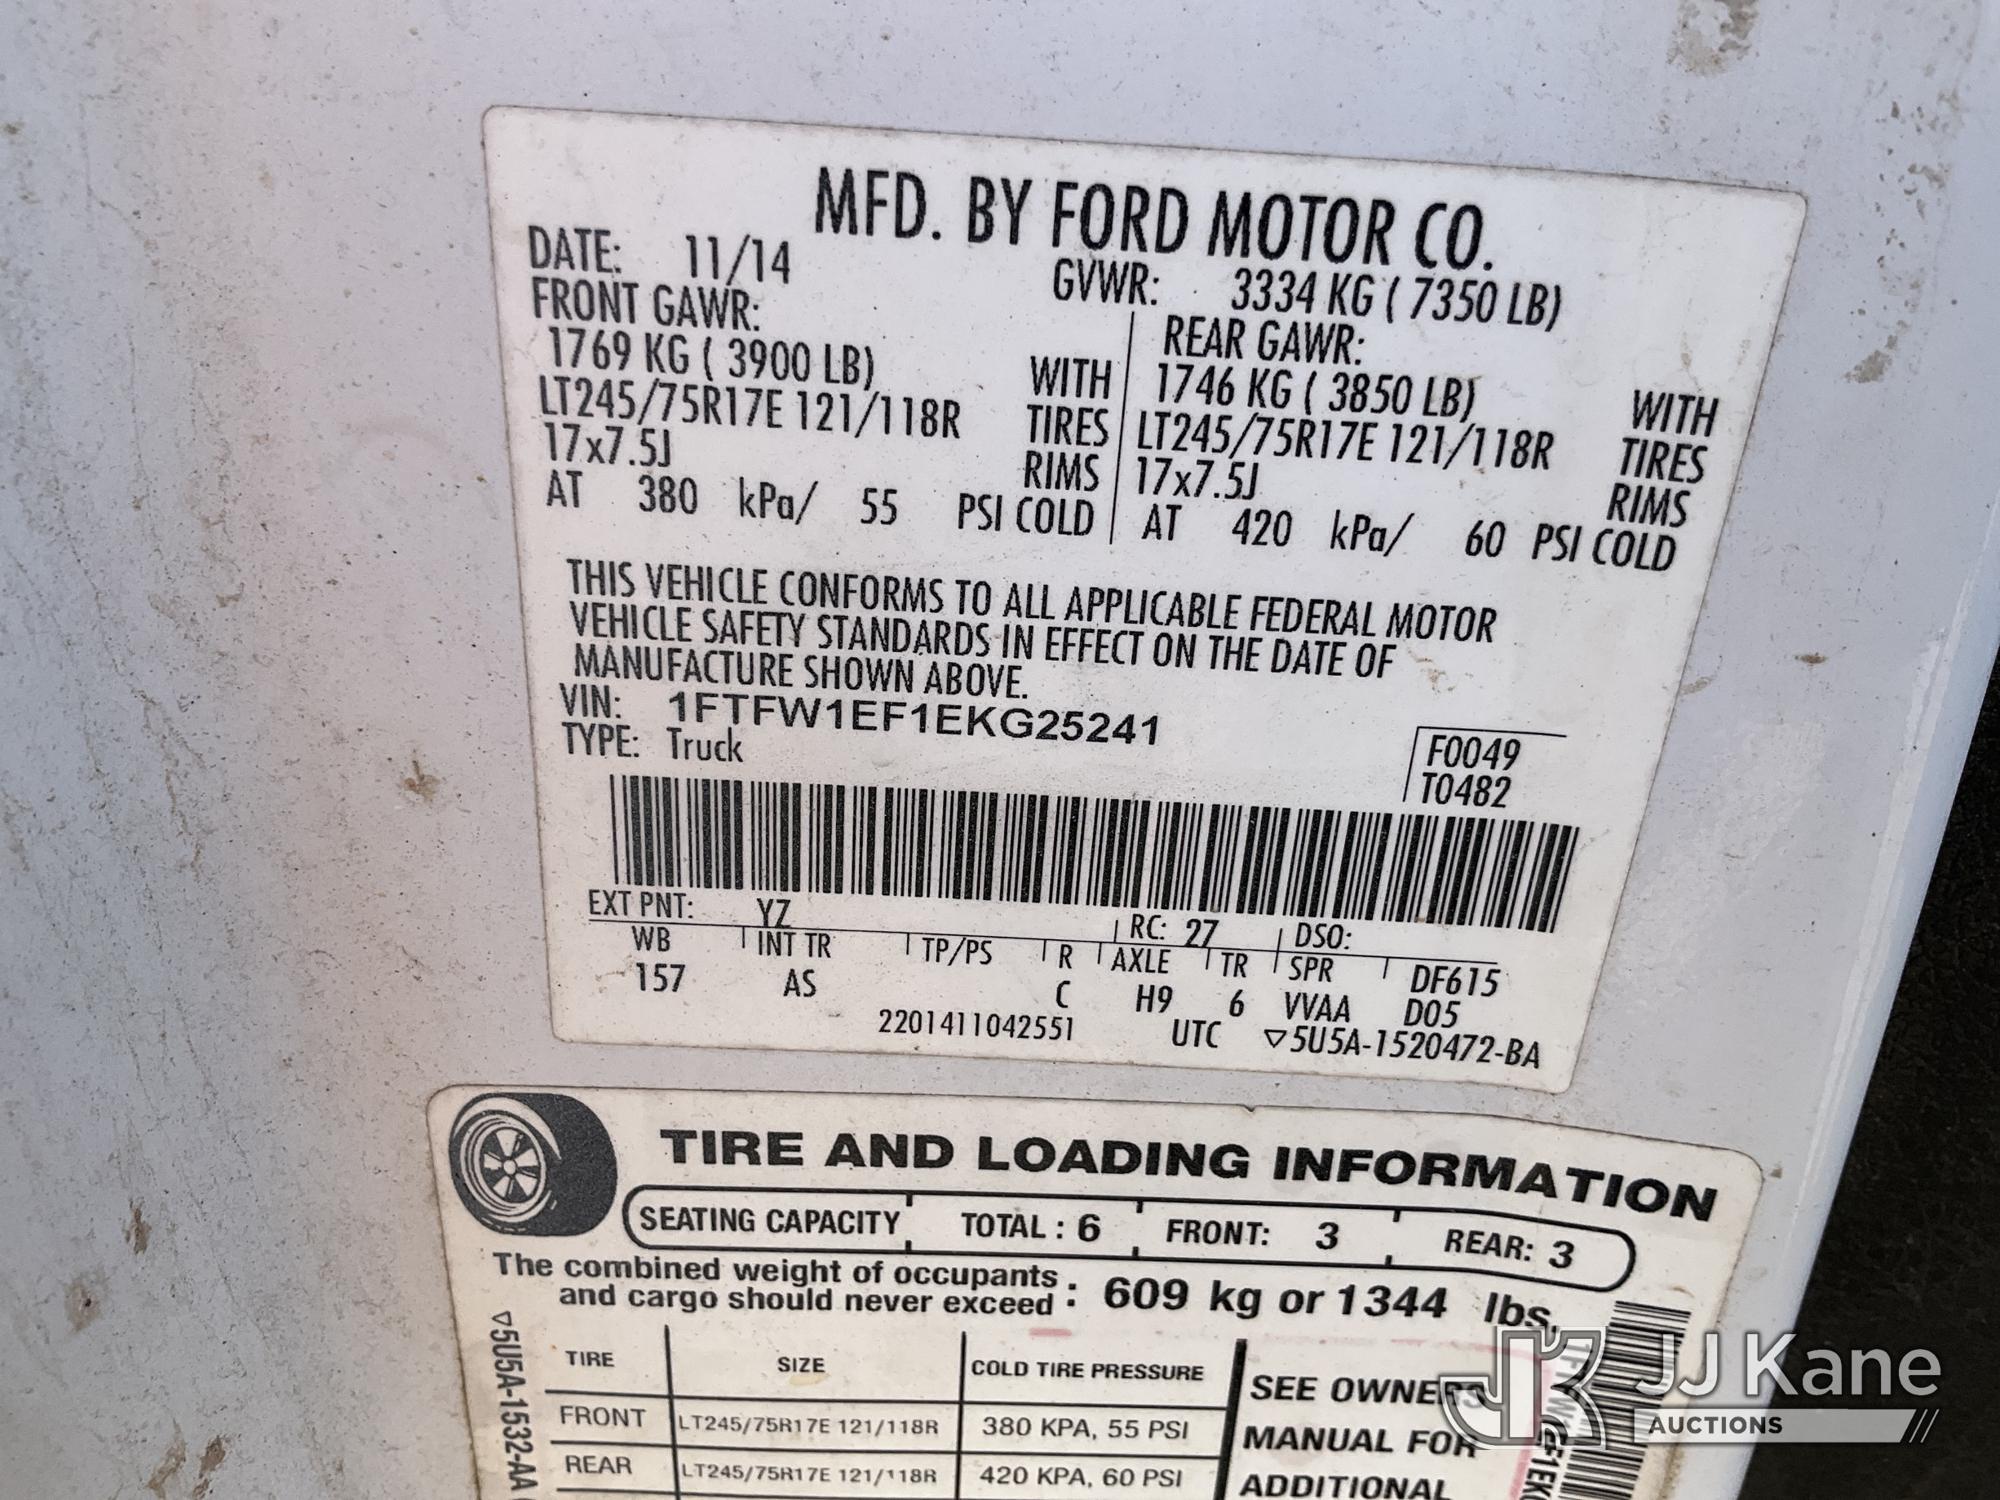 MFD. BY FORD MOTOR CO.
DATE: 11/14 GVWR: 3334 KG ( 7350 LB)
FRONT GAWR: REAR GAWR:
1769 KG ( 3900 LB) WITH 1746 KG ( 3850 LB) WITH
LT245/75R17E 121/118R TIRES LT245/75R17E 121/118R TIRES
17x7.5J RIMS 17x7.5J RIMS
AT 380 kPa/ 55 PSI COLD AT 420 kPa/ 60 PSI COLD
THIS VEHICLE CONFORMS TO ALL APPLICABLE FEDERAL MOTOR
VEHICLE SAFETY STANDARDS IN EFFECT ON THE DATE OF
MANUFACTURE SHOWN ABOVE.
VIN: 1FTFW1EF1EKG25241
TYPE: Truck
F0049
T0482
EXT PNT: YZ RC: 27 DSO:
WB INT TR TP/PS R AXLE TR SPR DF615
157 AS C H9 6 VVAA D05
2201411042551 UTC ▽5U5A-1520472-BA
TIRE AND LOADING INFORMATION
SEATING CAPACITY TOTAL : 6 FRONT: 3 REAR: 3
The combined weight of occupants
and cargo should never exceed : 609 kg or 1344 lbs.
TIRE SIZE COLD TIRE PRESSURE
FRONT LT245/75R17E 121/118R 380 KPA, 55 PSI
REAR LT245/75R17E 121/118R 420 KPA, 60 PSI
SEE OWNERS
MANUAL FOR
ADDITIONAL
▽5U5A-1532-AA
JJ Kane
AUCTIONS